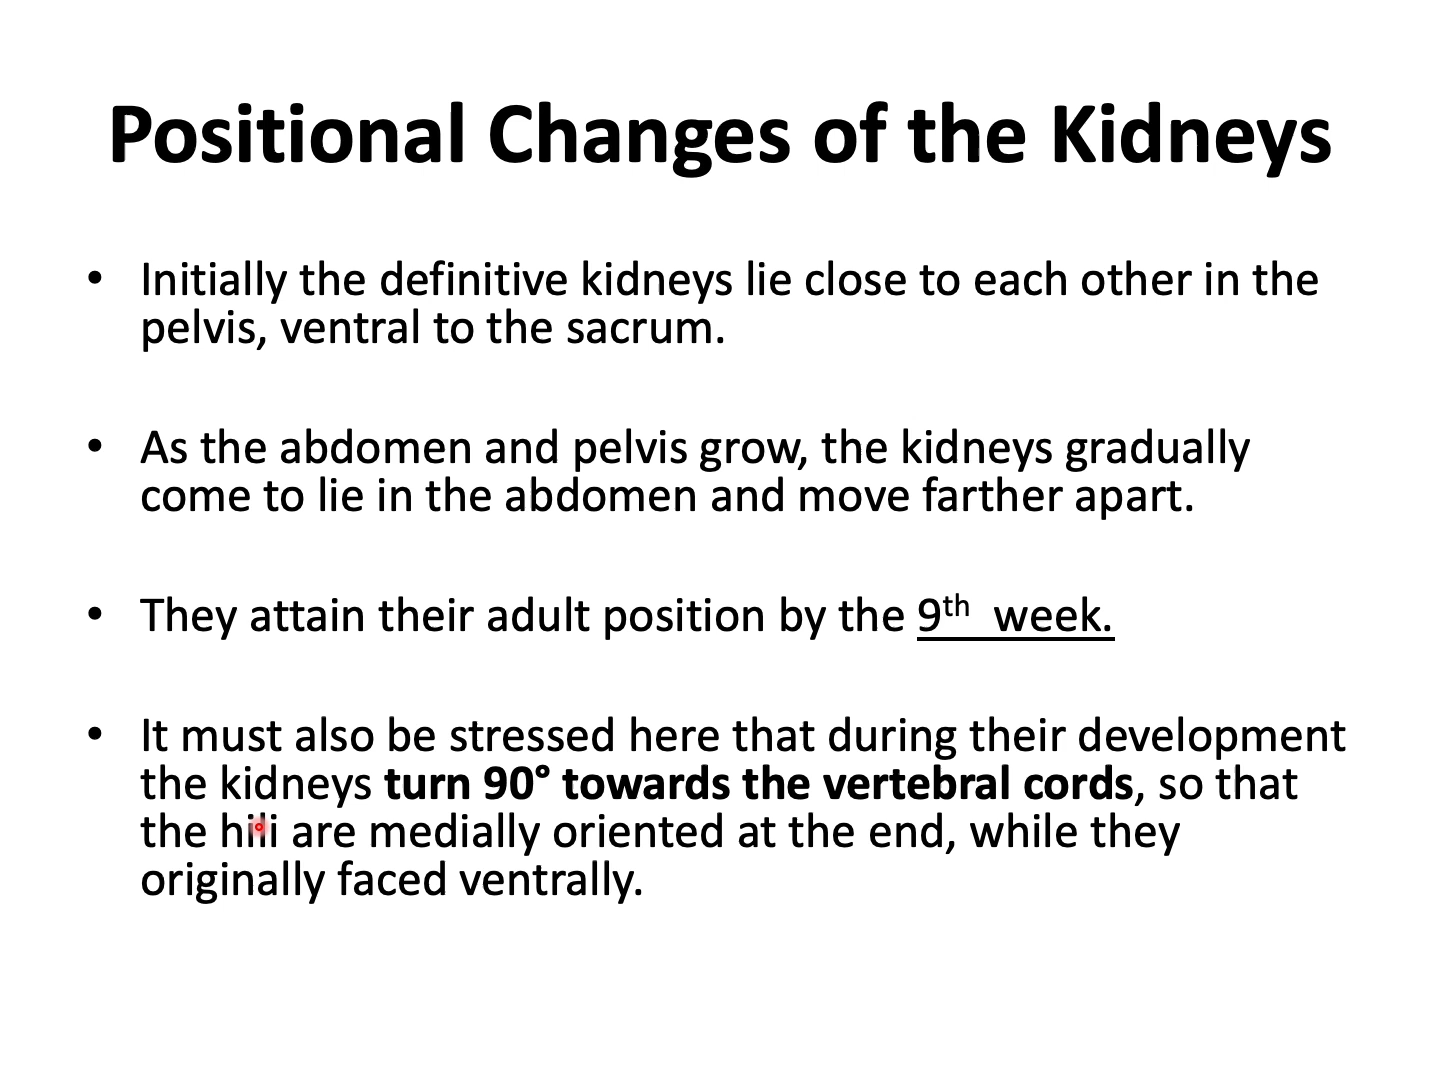 Positional Changes of the Kidneys
• Initially the definitive kidneys lie close to each other in the
pelvis, ventral to the sacrum.
• As the abdomen and pelvis grow, the kidneys gradually
come to lie in the abdomen and move farther apart.
• They attain their adult position by the 9th week.
• It must also be stressed here that during their development
the kidneys turn 90° towards the vertebral cords, so that
the hili are medially oriented at the end, while they
originally faced ventrally.